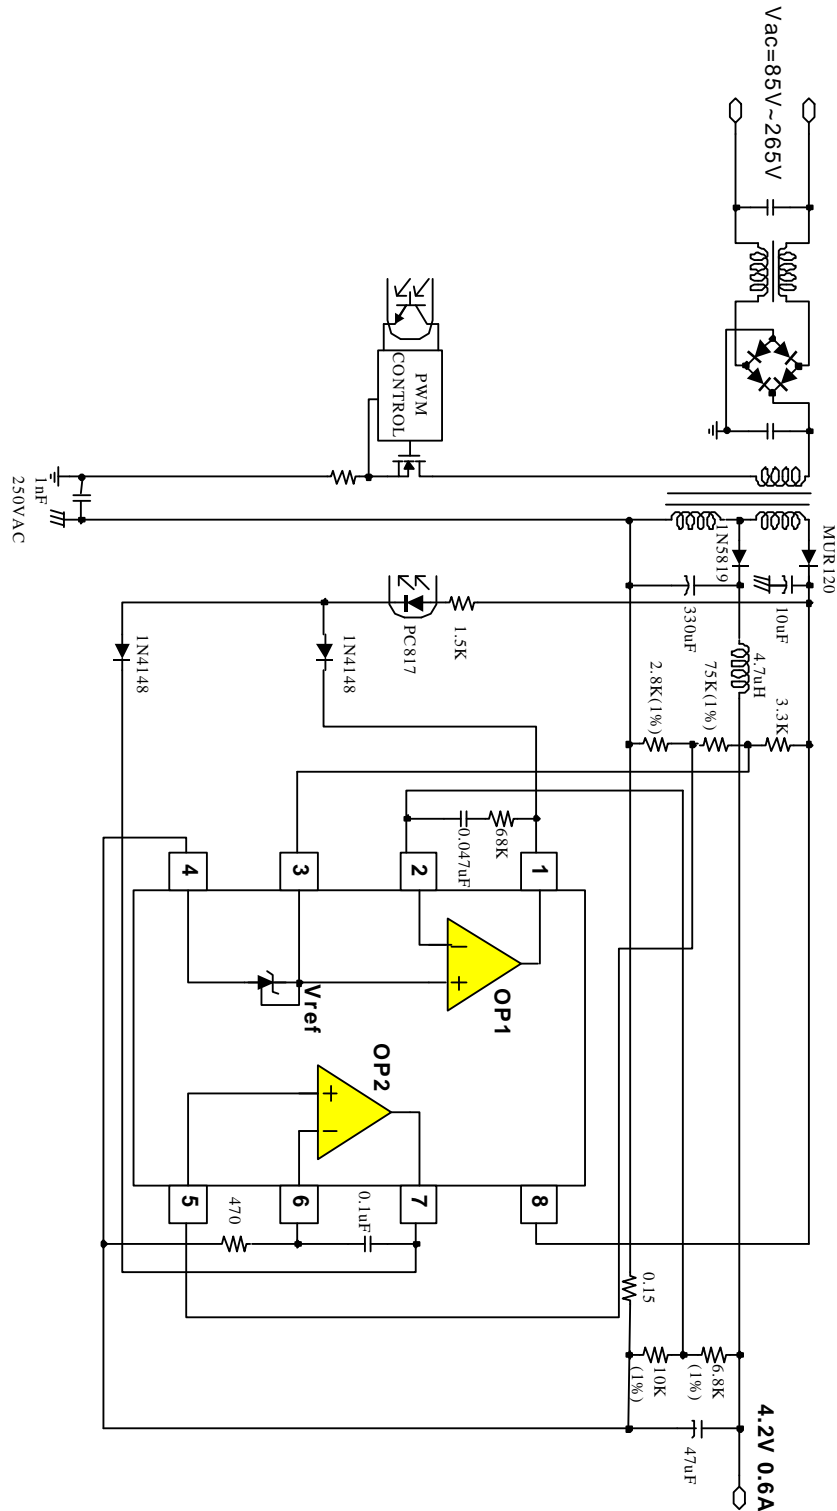 Vac=85V~265V
PWM
CONTROL
1nF
250VAC
MUR120
1N5819
10uF
330uF
PC817
1.5K
1N4148
1N4148
4.7uH
2.8K(1%)
75K(1%)
3.3K
0.047uF
68K
4
3
2
1
Vref
OP1
OP2
5
6
7
8
470
0.1uF
0.15
10K
(1%)
6.8K
(1%)
47uF
4.2V 0.6A